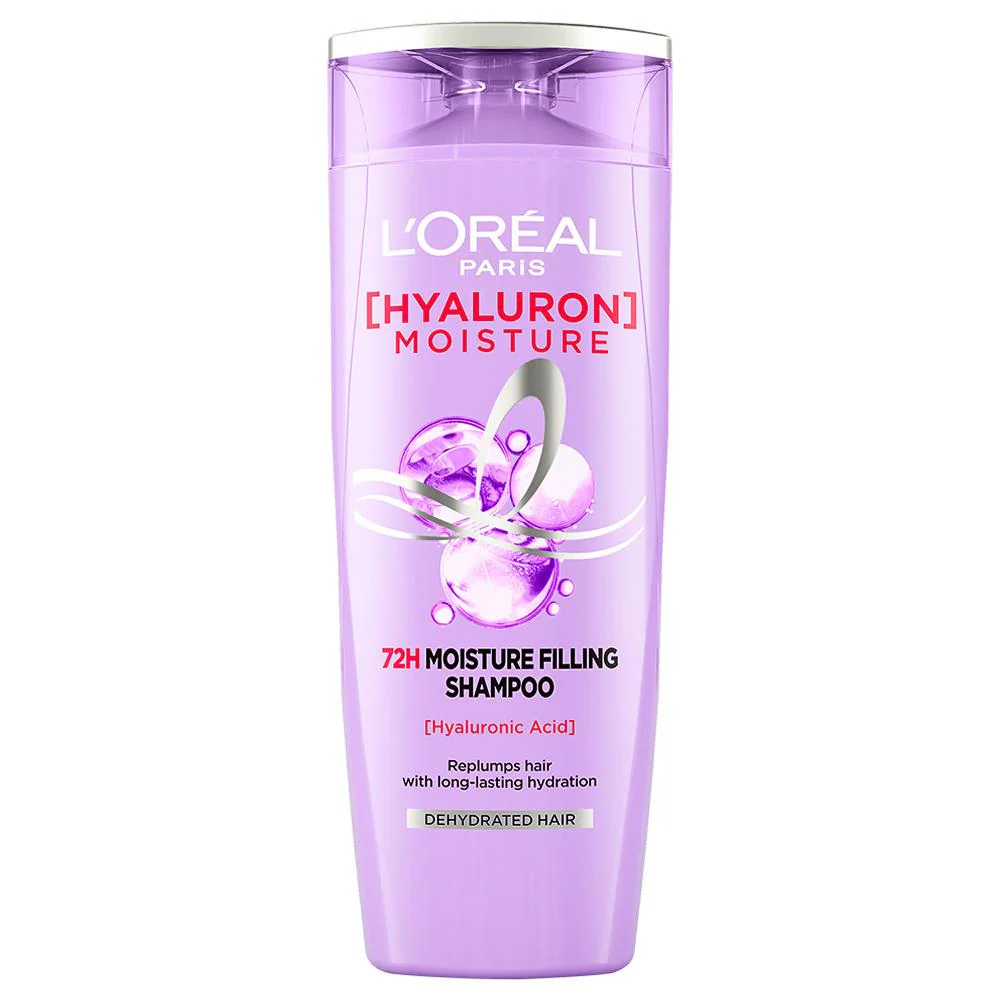 L'ORÉAL
PARIS
[HYALURON]
MOISTURE
72H MOISTURE FILLING
SHAMPOO
[Hyaluronic Acid]
Replumps hair
with long-lasting hydration
DEHYDRATED HAIR